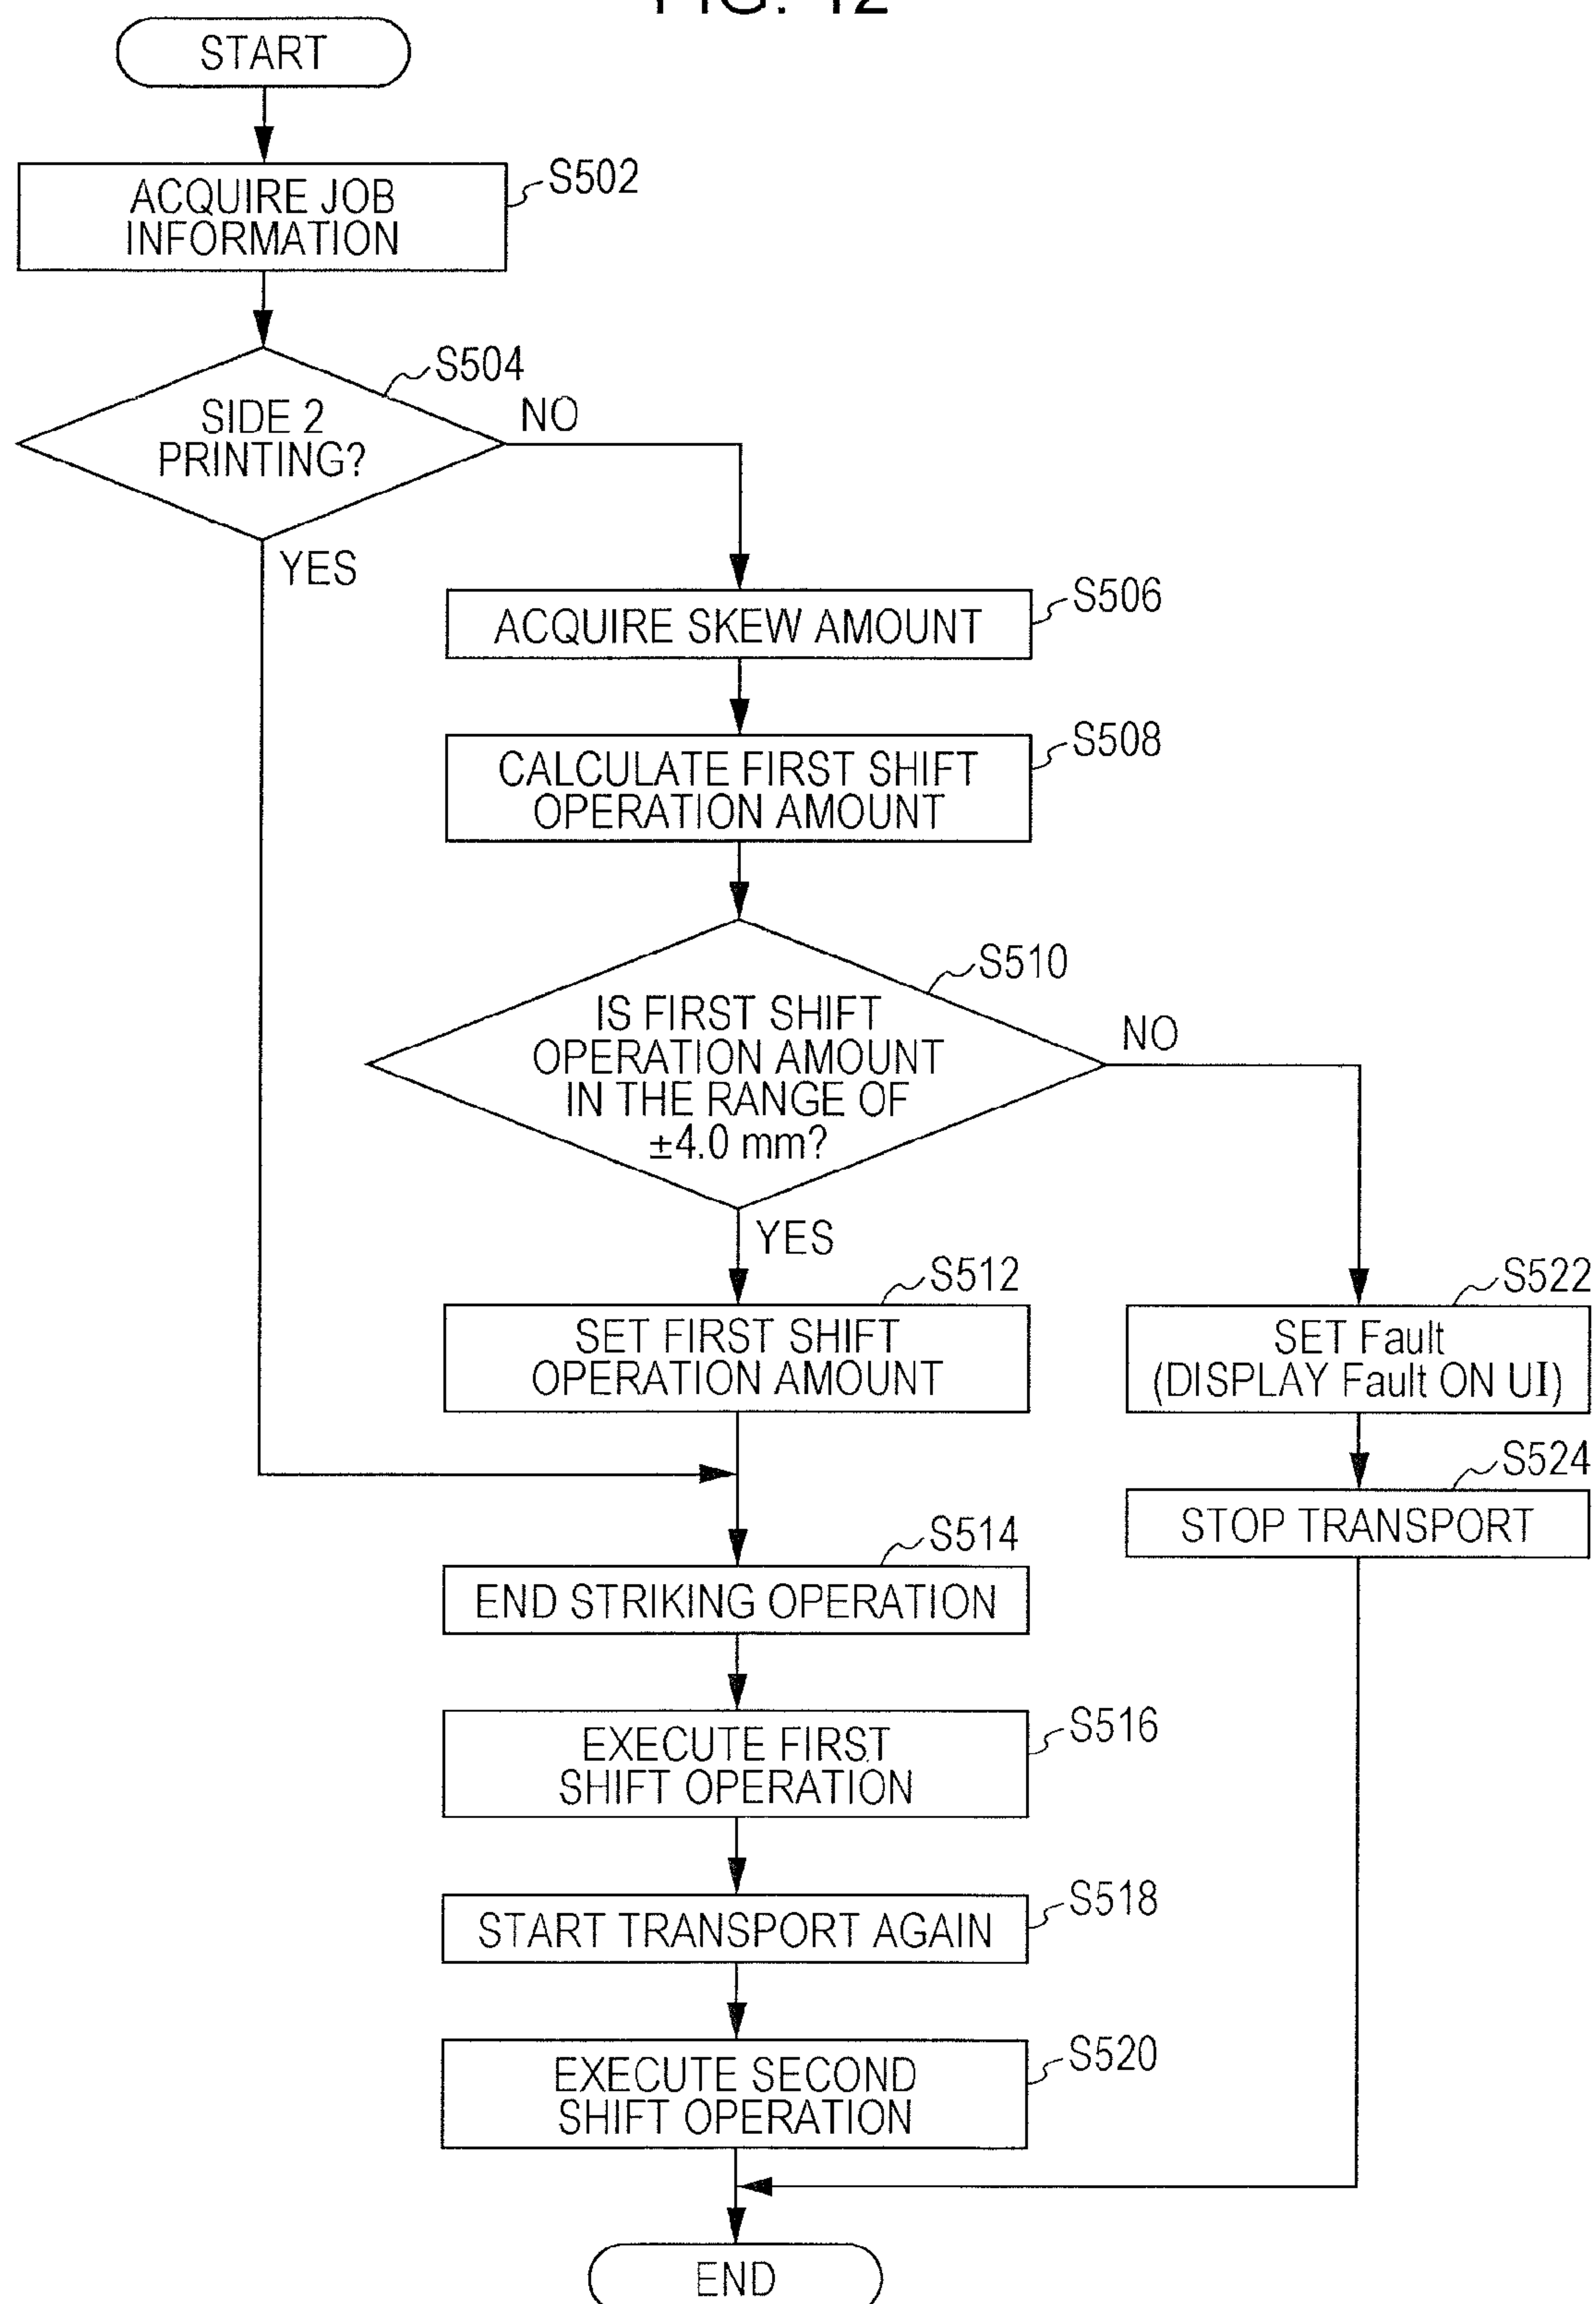 FIG. 12
START
S502
ACQUIRE JOB
INFORMATION
S504
SIDE 2
PRINTING?
NO
YES
S506
ACQUIRE SKEW AMOUNT
S508
CALCULATE FIRST SHIFT
OPERATION AMOUNT
S510
IS FIRST SHIFT
OPERATION AMOUNT
IN THE RANGE OF
±4.0 mm?
NO
YES
S512
SET FIRST SHIFT
OPERATION AMOUNT
S522
SET Fault
(DISPLAY Fault ON UI)
S524
STOP TRANSPORT
S514
END STRIKING OPERATION
S516
EXECUTE FIRST
SHIFT OPERATION
S518
START TRANSPORT AGAIN
S520
EXECUTE SECOND
SHIFT OPERATION
END